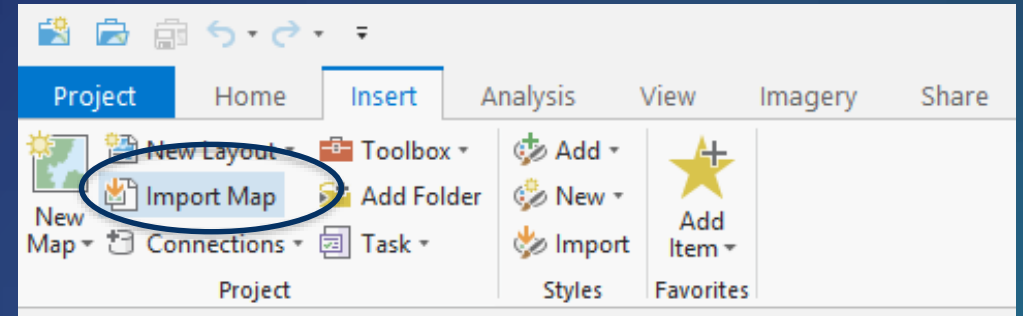 Project Home Insert Analysis View Imagery Share
New Layout Toolbox Add
Import Map Add Folder New
New Map Connections Task Import Add Item
Project Styles Favorites